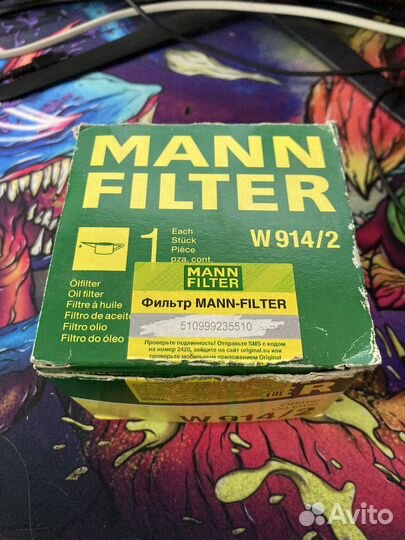 MANN
FILTER
1
Each
Stück
Pièce
pza. cont.
W 914/2
Ölfilter
Oil filter
Filtre à huile
Filtro de aceite
Filtro olio
Filtro do óleo
MANN
FILTER
Фильтр MANN-FILTER
510999235510
Проверьте подлинность! Отправьте SMS с кодом
на номер 2420, зайдите на сайт original.su или
проверьте мобильным приложением Original
W 914/2
Ölfilter
EAC
Avito